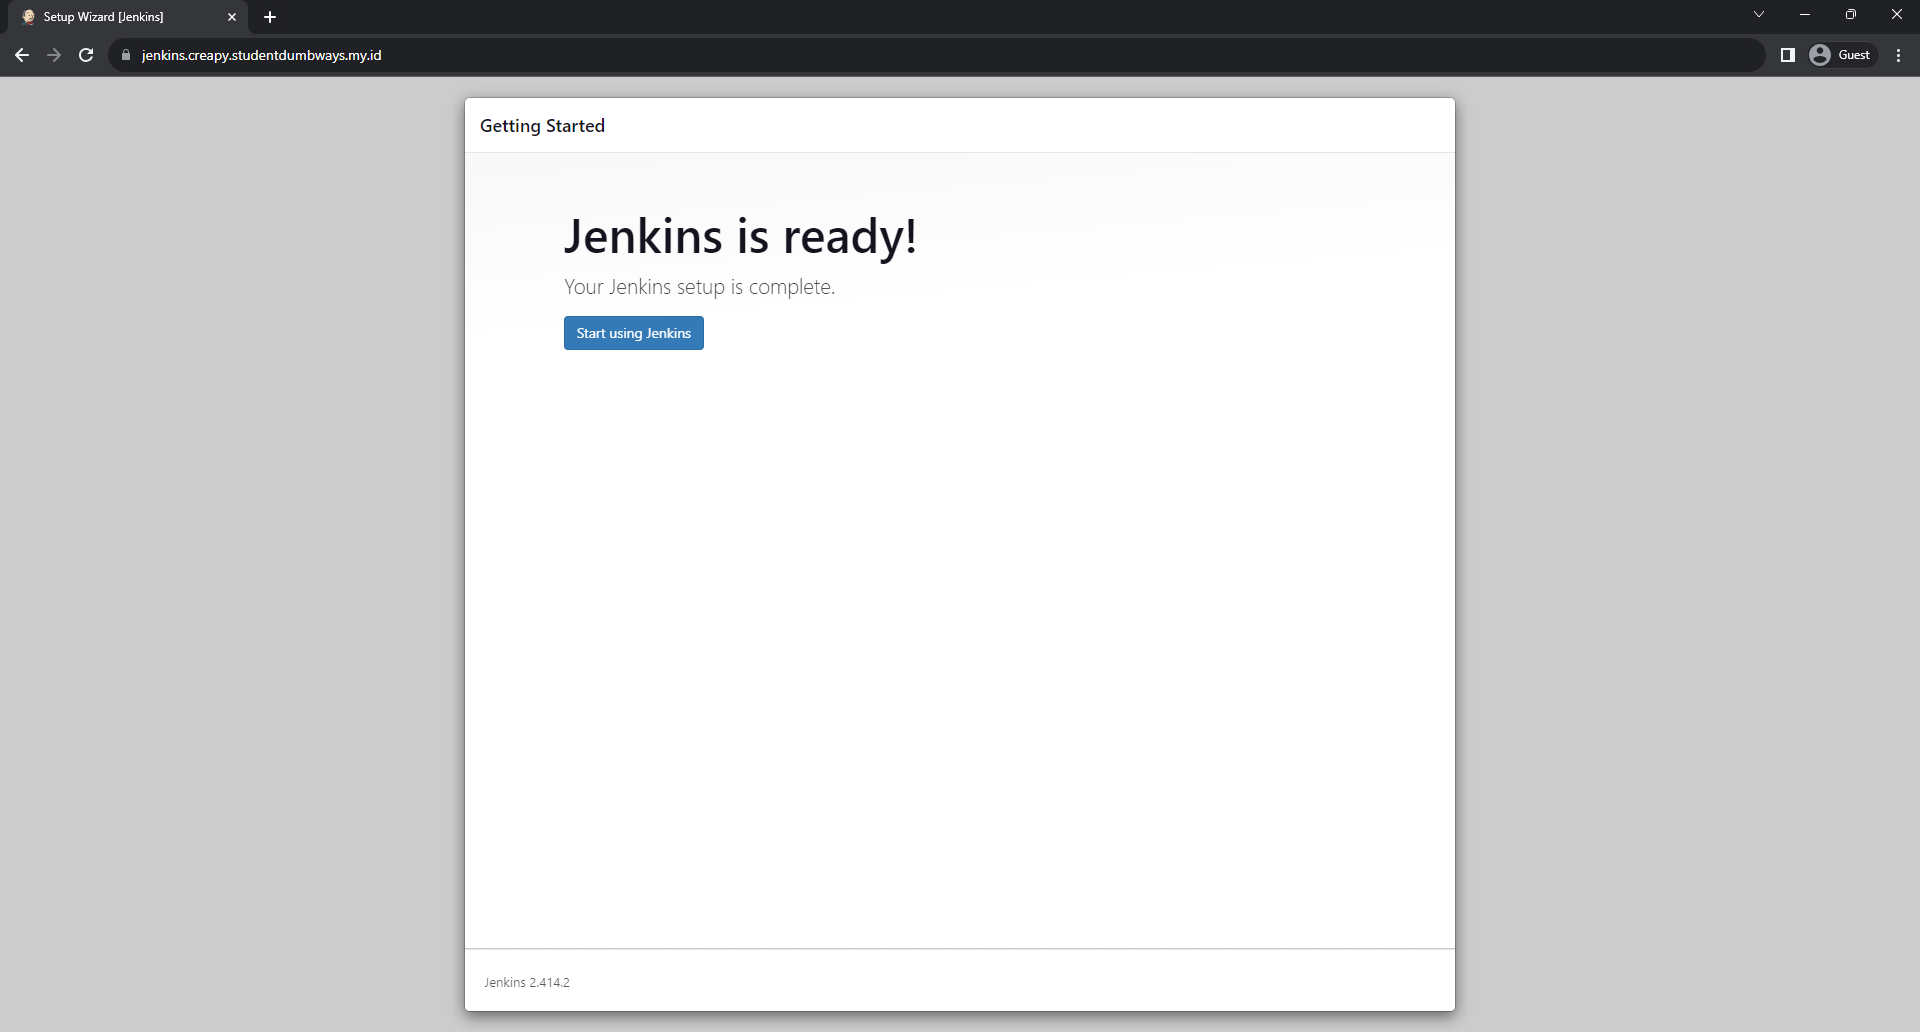 Setup Wizard [Jenkins]
jenkins.creapy.studentdumbways.my.id
Guest
Getting Started
Jenkins is ready!
Your Jenkins setup is complete.
Start using Jenkins
Jenkins 2.414.2